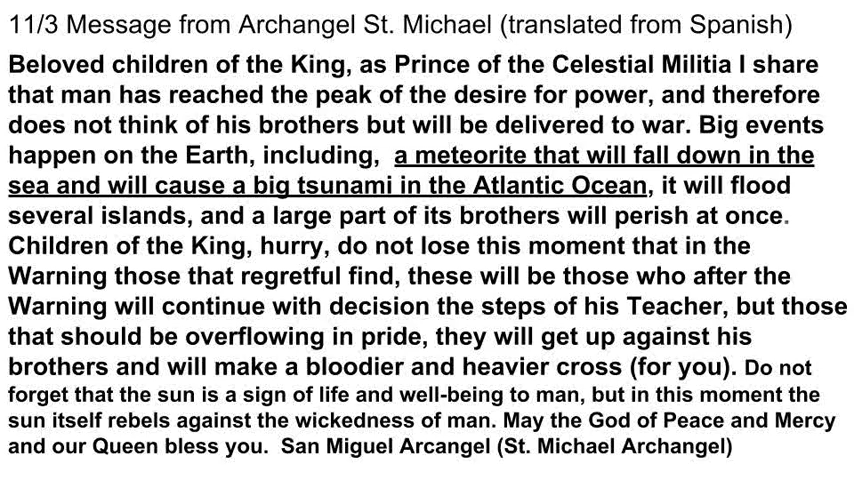 11/3 Message from Archangel St. Michael (translated from Spanish)
Beloved children of the King, as Prince of the Celestial Militia I share
that man has reached the peak of the desire for power, and therefore
does not think of his brothers but will be delivered to war. Big events
happen on the Earth, including,  a meteorite that will fall down in the
sea and will cause a big tsunami in the Atlantic Ocean, it will flood
several islands, and a large part of its brothers will perish at once.
Children of the King, hurry, do not lose this moment that in the
Warning those that regretful find, these will be those who after the
Warning will continue with decision the steps of his Teacher, but those
that should be overflowing in pride, they will get up against his
brothers and will make a bloodier and heavier cross (for you). Do not
forget that the sun is a sign of life and well-being to man, but in this moment the
sun itself rebels against the wickedness of man. May the God of Peace and Mercy
and our Queen bless you.  San Miguel Arcangel (St. Michael Archangel)